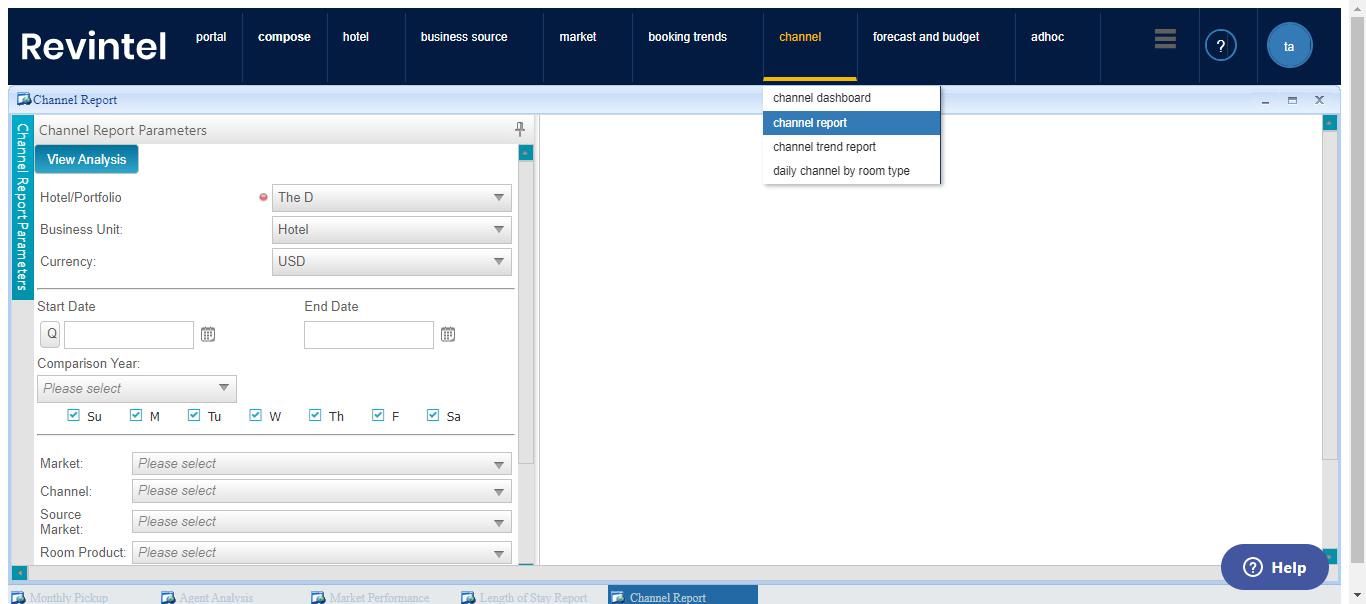 Revintel
portal compose hotel business source market booking trends channel forecast and budget adhoc ? ta
Channel Report
channel dashboard
channel report
channel trend report
daily channel by room type
Channel Report Parameters
Channel Report Parameters
View Analysis
Hotel/Portfolio The D
Business Unit: Hotel
Currency: USD
Start Date End Date
Q
Comparison Year:
Please select
Su M Tu W Th F Sa
Market: Please select
Channel: Please select
Source
Market: Please select
Room Product: Please select
? Help
Monthly Pickup Agent Analysis Market Performance Length of Stay Report Channel Report